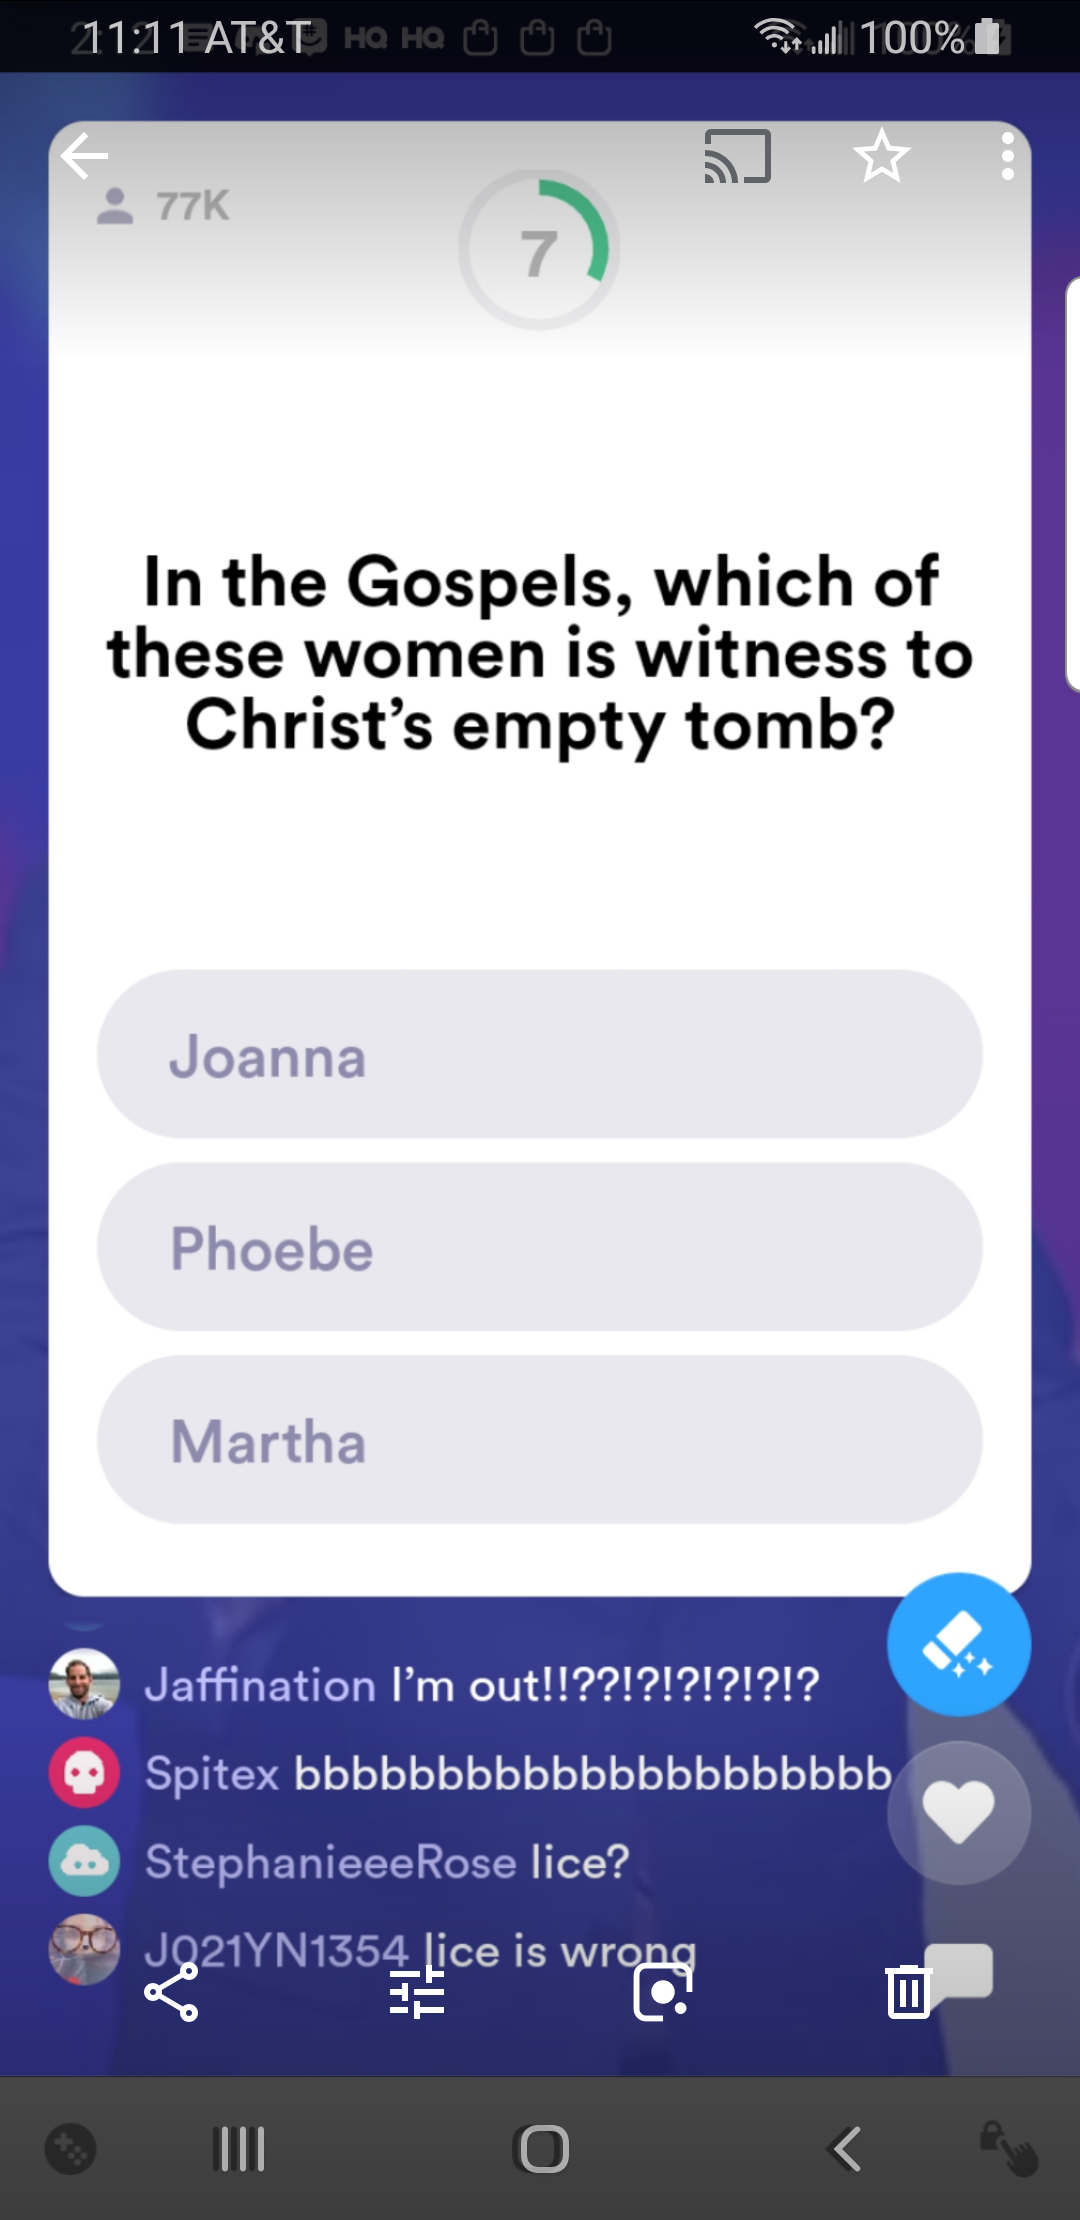 11:11 AT&T HQ HQ 100%
77K
7
In the Gospels, which of
these women is witness to
Christ's empty tomb?
Joanna
Phoebe
Martha
Jaffination I'm out!!??!?!?!?!?!?
Spitex bbbbbbbbbbbbbbbbbbbbb
StephanieeeRose lice?
J021YN1354 lice is wrong